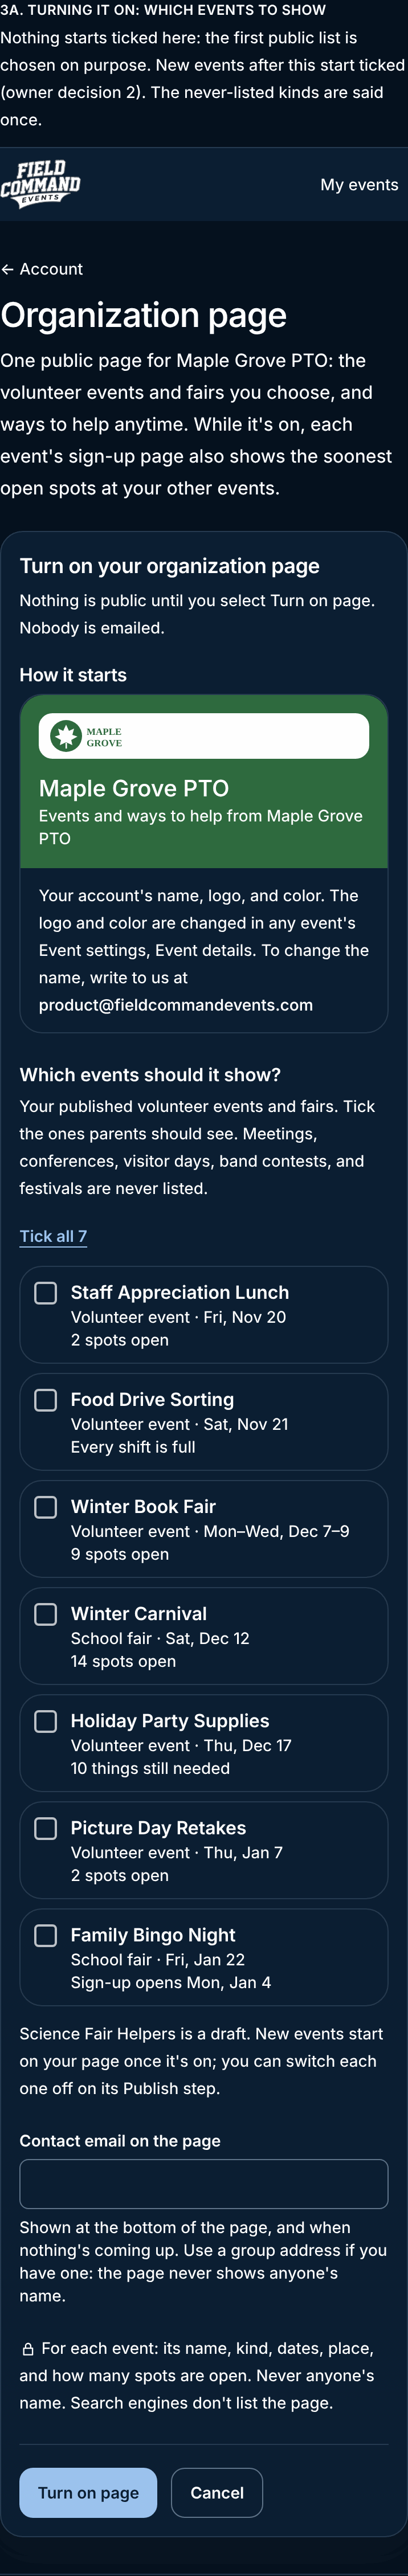 3A. TURNING IT ON: WHICH EVENTS TO SHOW
Nothing starts ticked here: the first public list is
chosen on purpose. New events after this start ticked
(owner decision 2). The never-listed kinds are said
once.
FIELD
COMMAND
EVENTS
My events
← Account
Organization page
One public page for Maple Grove PTO: the
volunteer events and fairs you choose, and
ways to help anytime. While it's on, each
event's sign-up page also shows the soonest
open spots at your other events.
Turn on your organization page
Nothing is public until you select Turn on page.
Nobody is emailed.
How it starts
MAPLE
GROVE
Maple Grove PTO
Events and ways to help from Maple Grove
PTO
Your account's name, logo, and color. The
logo and color are changed in any event's
Event settings, Event details. To change the
name, write to us at
product@fieldcommandevents.com
Which events should it show?
Your published volunteer events and fairs. Tick
the ones parents should see. Meetings,
conferences, visitor days, band contests, and
festivals are never listed.
Tick all 7
Staff Appreciation Lunch
Volunteer event · Fri, Nov 20
2 spots open
Food Drive Sorting
Volunteer event · Sat, Nov 21
Every shift is full
Winter Book Fair
Volunteer event · Mon–Wed, Dec 7–9
9 spots open
Winter Carnival
School fair · Sat, Dec 12
14 spots open
Holiday Party Supplies
Volunteer event · Thu, Dec 17
10 things still needed
Picture Day Retakes
Volunteer event · Thu, Jan 7
2 spots open
Family Bingo Night
School fair · Fri, Jan 22
Sign-up opens Mon, Jan 4
Science Fair Helpers is a draft. New events start
on your page once it's on; you can switch each
one off on its Publish step.
Contact email on the page
Shown at the bottom of the page, and when
nothing's coming up. Use a group address if you
have one: the page never shows anyone's
name.
For each event: its name, kind, dates, place,
and how many spots are open. Never anyone's
name. Search engines don't list the page.
Turn on page
Cancel